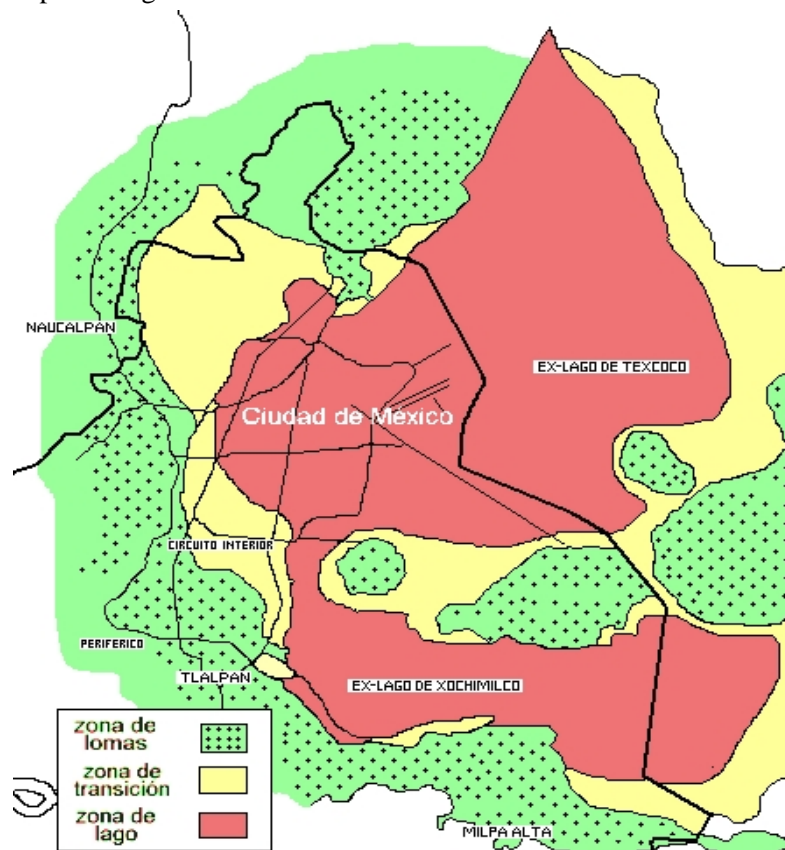 NAUCALPAN
EX-LAGO DE TEXCOCO
Ciudad de México
CIRCUITO INTERIOR
PERIFERICO
TLALPAN
EX-LAGO DE XOCHIMILCO
zona de
lomas
zona de
transición
zona de
lago
MILPA ALTA